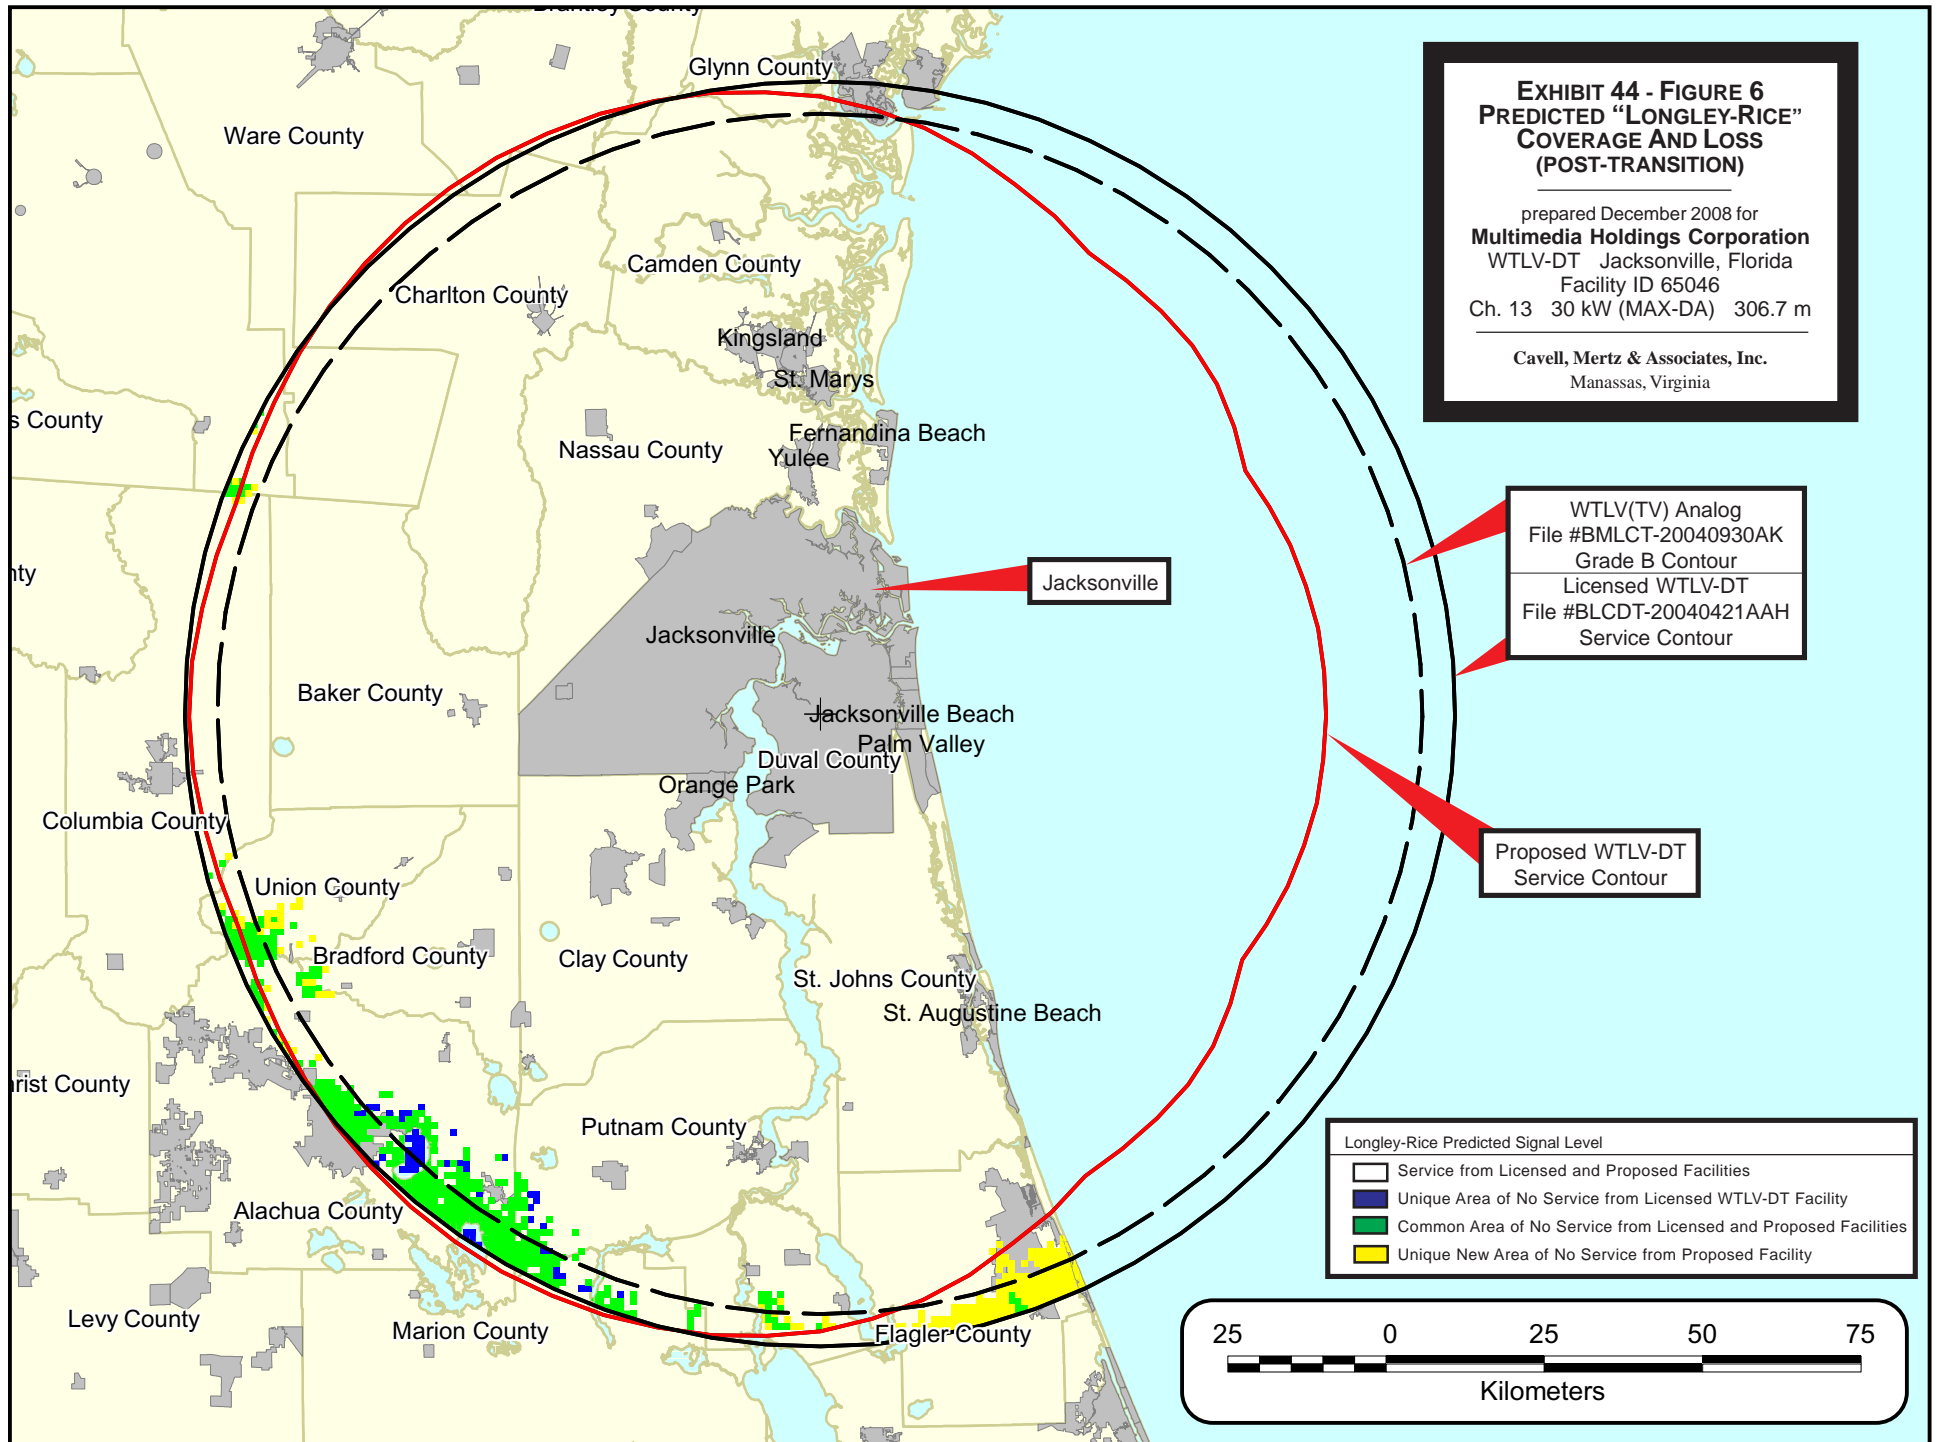 Glynn County
Ware County
Camden County
Charlton County
Kingsland
St. Marys
s County
Fernandina Beach
Nassau County
Yulee
nty
Jacksonville
Jacksonville
Baker County
Jacksonville Beach
Palm Valley
Duval County
Orange Park
Columbia County
Union County
Bradford County
Clay County
St. Johns County
St. Augustine Beach
rist County
Putnam County
Alachua County
Levy County
Marion County
Flagler County
EXHIBIT 44 - FIGURE 6
PREDICTED “LONGLEY-RICE”
COVERAGE AND LOSS
(POST-TRANSITION)
prepared December 2008 for
Multimedia Holdings Corporation
WTLV-DT Jacksonville, Florida
Facility ID 65046
Ch. 13 30 kW (MAX-DA) 306.7 m
Cavell, Mertz & Associates, Inc.
Manassas, Virginia
WTLV(TV) Analog
File #BMLCT-20040930AK
Grade B Contour
Licensed WTLV-DT
File #BLCDT-20040421AAH
Service Contour
Proposed WTLV-DT
Service Contour
Longley-Rice Predicted Signal Level
Service from Licensed and Proposed Facilities
Unique Area of No Service from Licensed WTLV-DT Facility
Common Area of No Service from Licensed and Proposed Facilities
Unique New Area of No Service from Proposed Facility
25 0 25 50 75
Kilometers